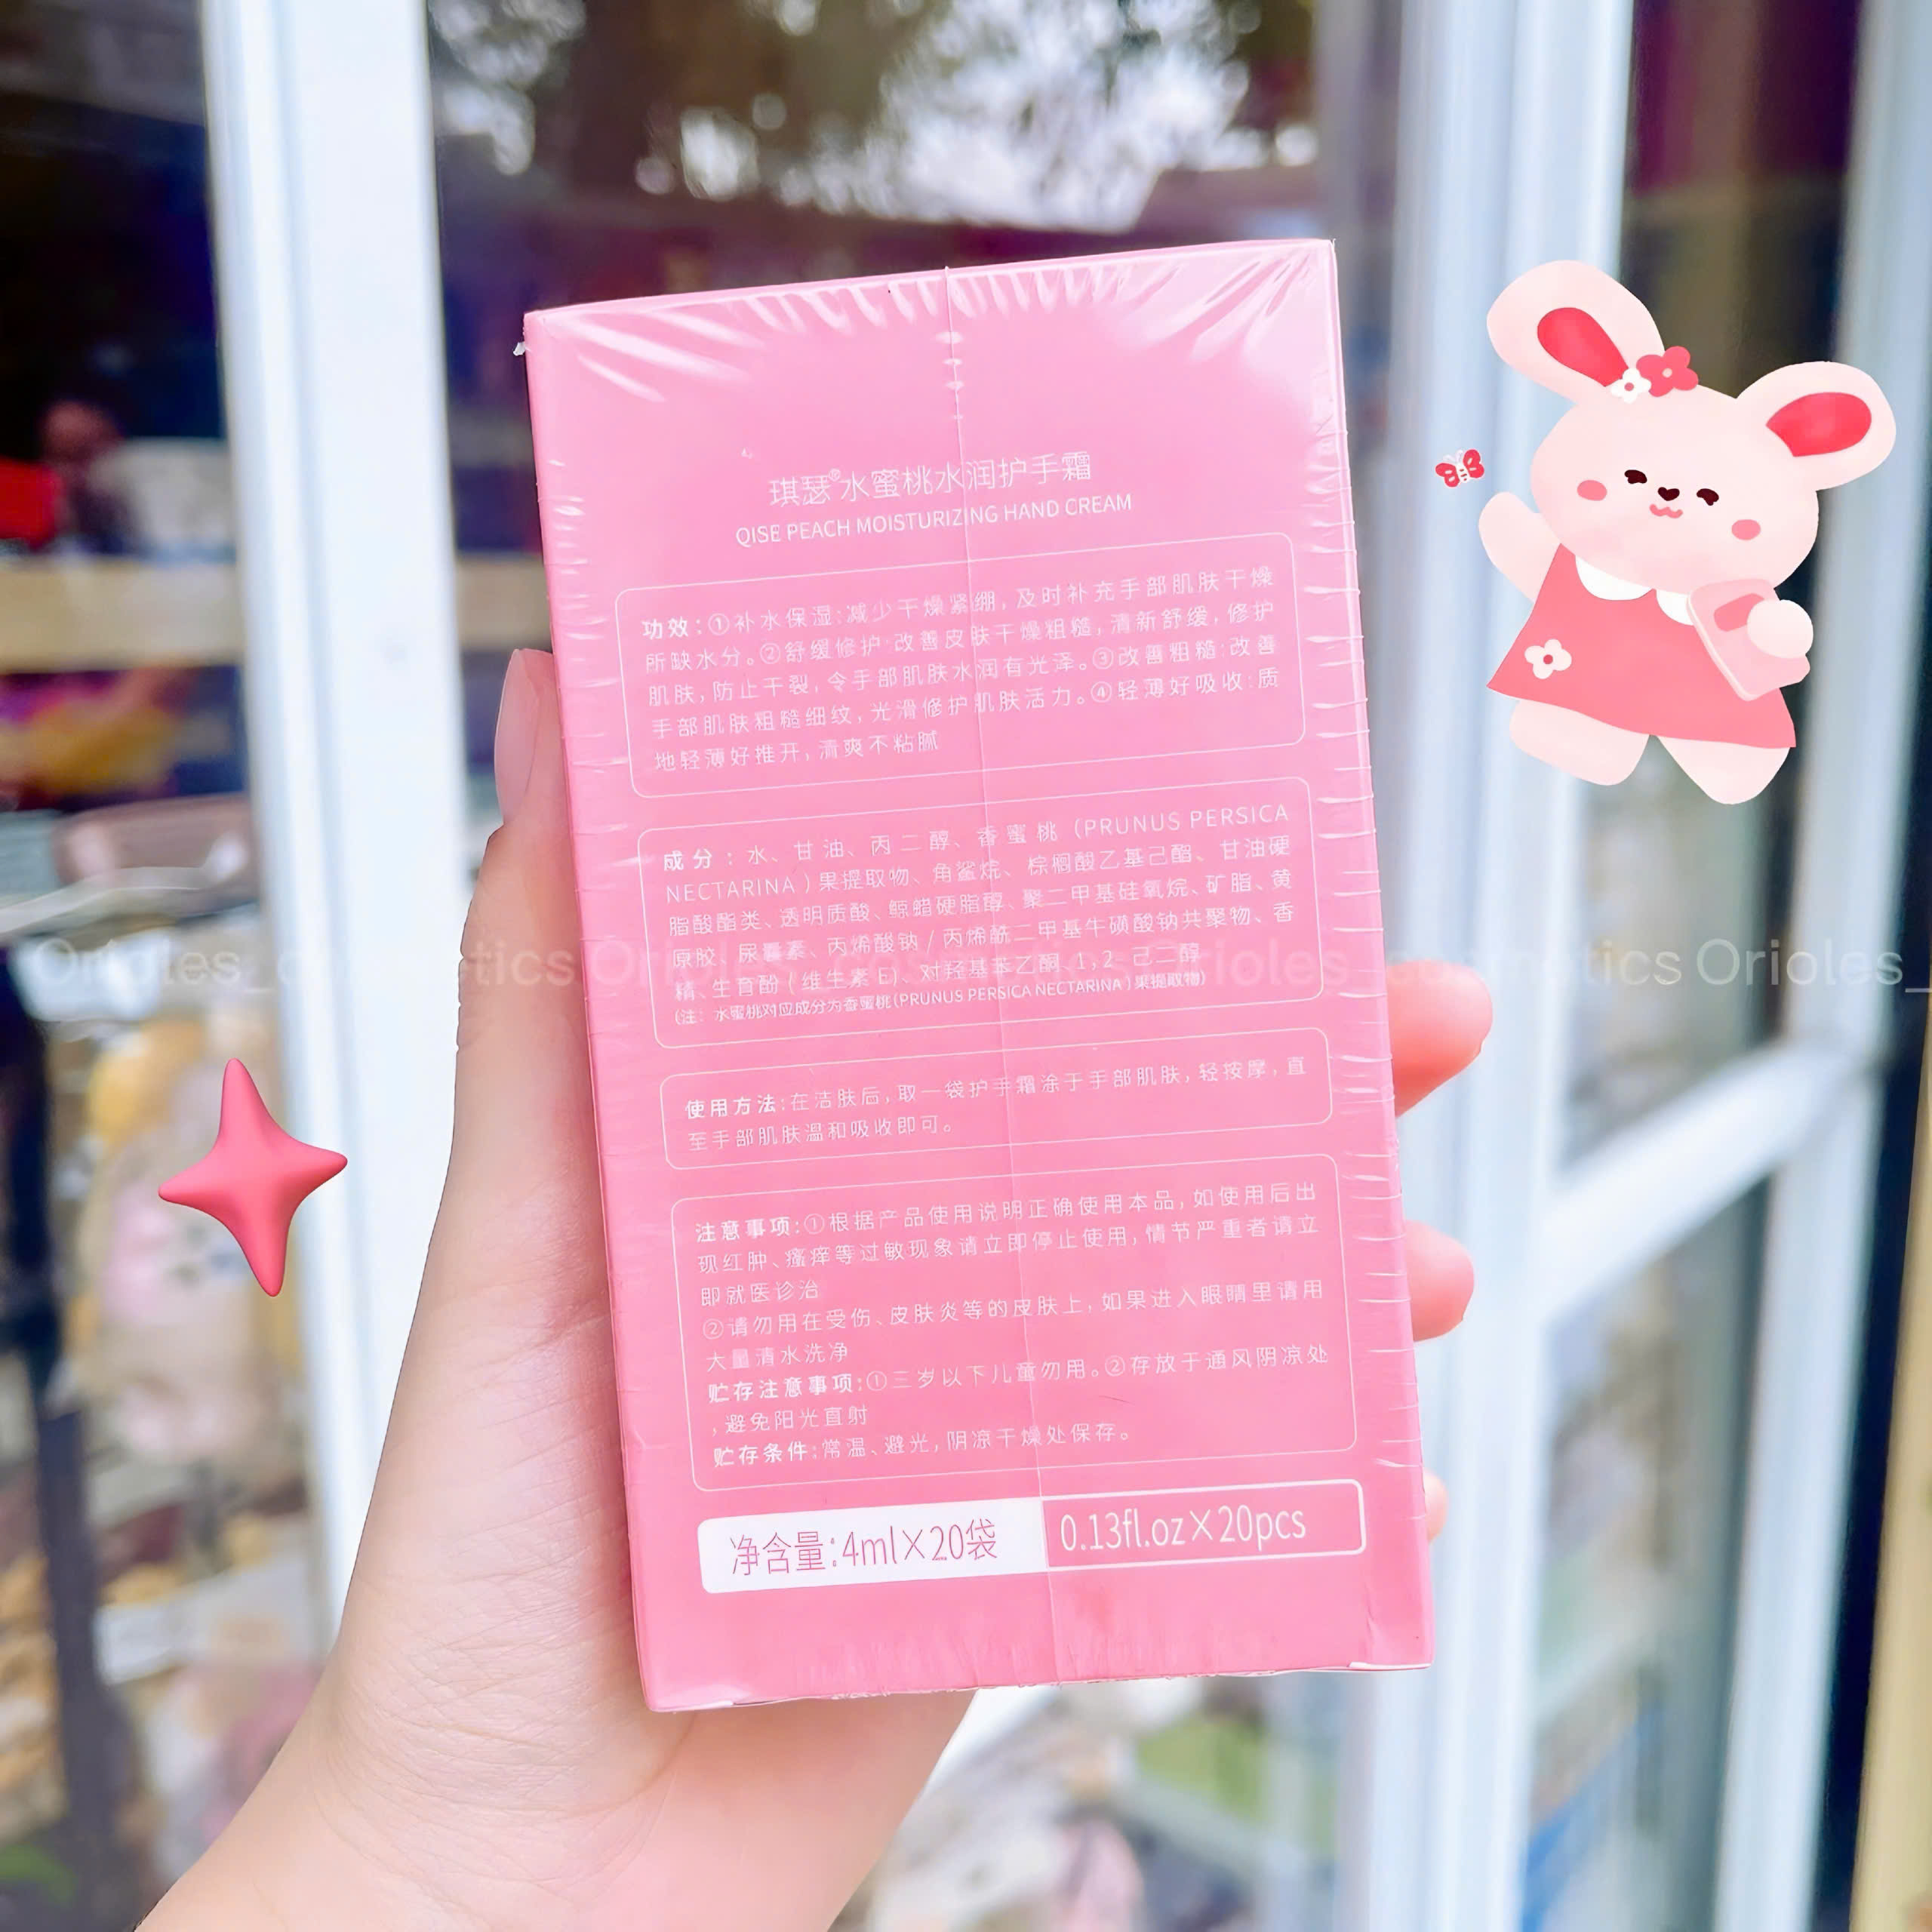 琪瑟®水蜜桃水润护手霜
QISE PEACH MOISTURIZING HAND CREAM
功效:①补水保湿:减少干燥紧绷,及时补充手部肌肤干燥
所缺水分。②舒缓修护:改善皮肤干燥粗糙,清新舒缓,修护
肌肤,防止干裂,令手部肌肤水润有光泽。③改善粗糙:改善
手部肌肤粗糙细纹,光滑修护肌肤活力。④轻薄好吸收:质
地轻薄好推开,清爽不粘腻
成分:水、甘油、丙二醇、香蜜桃(PRUNUS PERSICA
NECTARINA)果提取物、角鲨烷、棕榈酸乙基己酯、甘油硬
脂酸酯类、透明质酸、鲸蜡硬脂醇、聚二甲基硅氧烷、矿脂、黄
原胶、尿囊素、丙烯酸钠/丙烯酰二甲基牛磺酸钠共聚物、香
精、生育酚(维生素E)、对羟基苯乙酮、1,2-己二醇
(注:水蜜桃对应成分为香蜜桃(PRUNUS PERSICA NECTARINA)果提取物)
使用方法:在洁肤后,取一袋护手霜涂于手部肌肤,轻按摩,直
至手部肌肤温和吸收即可。
注意事项:①根据产品使用说明正确使用本品,如使用后出
现红肿、瘙痒等过敏现象请立即停止使用,情节严重者请立
即就医诊治
②请勿用在受伤、皮肤炎等的皮肤上,如果进入眼睛里请用
大量清水洗净
贮存注意事项:①三岁以下儿童勿用。②存放于通风阴凉处
,避免阳光直射
贮存条件:常温、避光,阴凉干燥处保存。
净含量:4ml×20袋 0.13fl.oz×20pcs
Orioles_cosmetics Orioles_cosmetics Orioles_cosmetics Orioles_